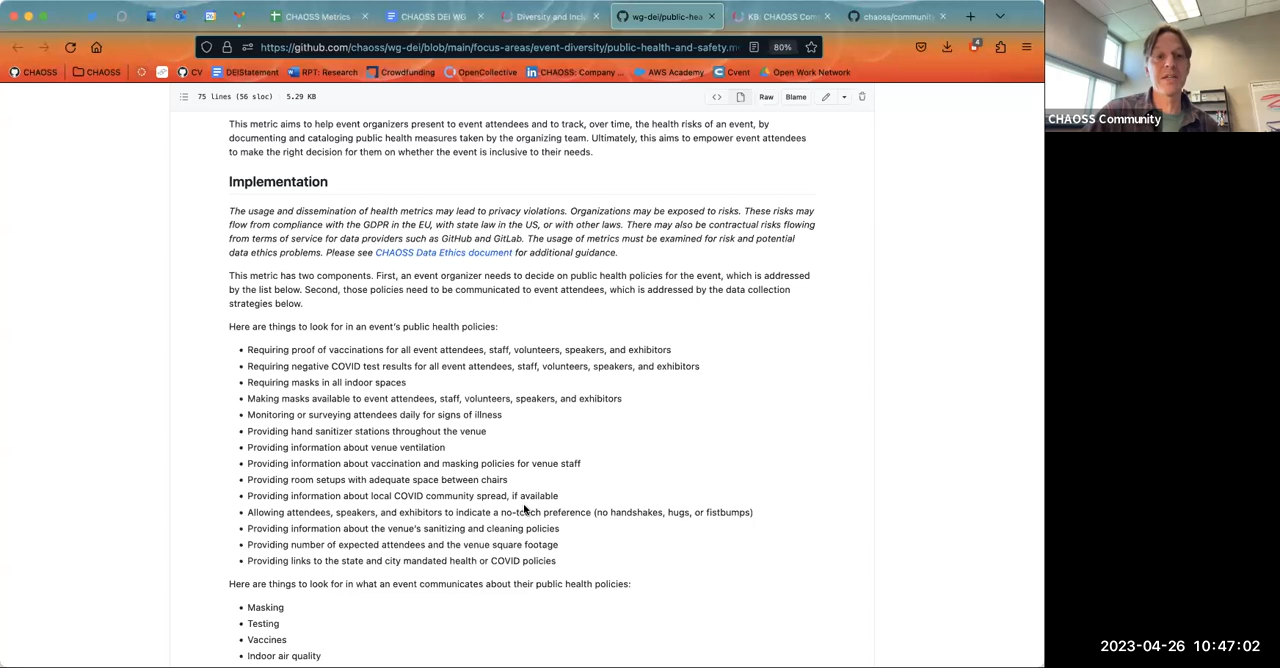 CHAOSS Metrics
CHAOSS DEI WG
Diversity and Incl
wg-dei/public-hea
KB: CHAOSS Com
chaoss/community
https://github.com/chaoss/wg-dei/blob/main/focus-areas/event-diversity/public-health-and-safety.m
80%
4
CHAOSS
CHAOSS
CV
DEIStatement
RPT: Research
Crowdfunding
OpenCollective
CHAOSS: Company ...
AWS Academy
Cvent
Open Work Network
75 lines (56 sloc)
5.29 KB
Raw
Blame
This metric aims to help event organizers present to event attendees and to track, over time, the health risks of an event, by
documenting and cataloging public health measures taken by the organizing team. Ultimately, this aims to empower event attendees
to make the right decision for them on whether the event is inclusive to their needs.
Implementation
The usage and dissemination of health metrics may lead to privacy violations. Organizations may be exposed to risks. These risks may
flow from compliance with the GDPR in the EU, with state law in the US, or with other laws. There may also be contractual risks flowing
from terms of service for data providers such as GitHub and GitLab. The usage of metrics must be examined for risk and potential
data ethics problems. Please see CHAOSS Data Ethics document for additional guidance.
This metric has two components. First, an event organizer needs to decide on public health policies for the event, which is addressed
by the list below. Second, those policies need to be communicated to event attendees, which is addressed by the data collection
strategies below.
Here are things to look for in an event's public health policies:
• Requiring proof of vaccinations for all event attendees, staff, volunteers, speakers, and exhibitors
• Requiring negative COVID test results for all event attendees, staff, volunteers, speakers, and exhibitors
• Requiring masks in all indoor spaces
• Making masks available to event attendees, staff, volunteers, speakers, and exhibitors
• Monitoring or surveying attendees daily for signs of illness
• Providing hand sanitizer stations throughout the venue
• Providing information about venue ventilation
• Providing information about vaccination and masking policies for venue staff
• Providing room setups with adequate space between chairs
• Providing information about local COVID community spread, if available
• Allowing attendees, speakers, and exhibitors to indicate a no-touch preference (no handshakes, hugs, or fistbumps)
• Providing information about the venue's sanitizing and cleaning policies
• Providing number of expected attendees and the venue square footage
• Providing links to the state and city mandated health or COVID policies
Here are things to look for in what an event communicates about their public health policies:
• Masking
• Testing
• Vaccines
• Indoor air quality
CHAOSS Community
2023-04-26 10:47:02